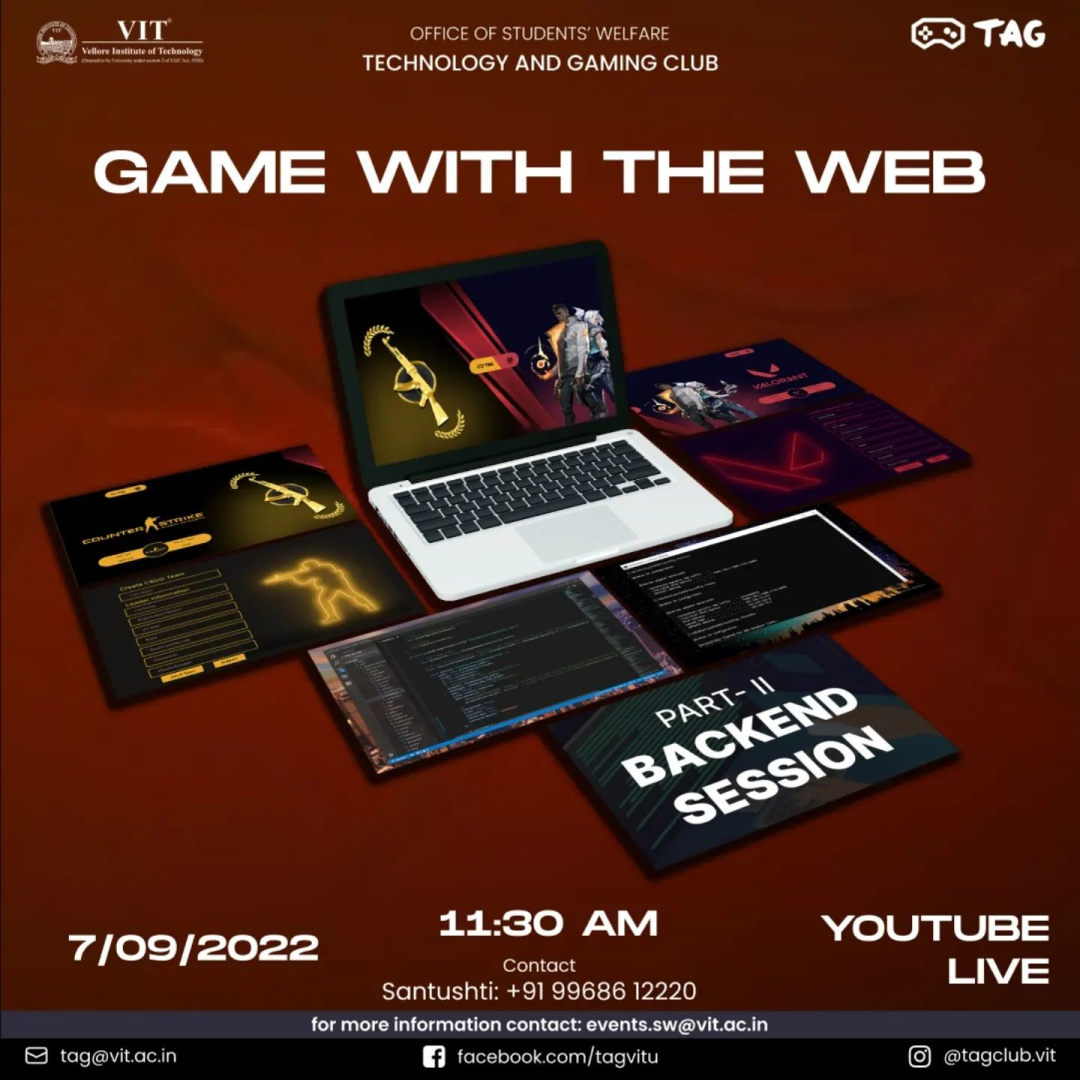 VIT
Vellore Institute of Technology
(Deemed to be University under section 3 of UGC Act, 1956)
OFFICE OF STUDENTS' WELFARE
TECHNOLOGY AND GAMING CLUB
TAG
GAME WITH THE WEB
VALORANT
COUNTER STRIKE
Create CSGO Team
Leader Information
PART- II
BACKEND
SESSION
7/09/2022
11:30 AM
Contact
Santushti: +91 99686 12220
YOUTUBE
LIVE
for more information contact: events.sw@vit.ac.in
tag@vit.ac.in
facebook.com/tagvitu
@tagclub.vit